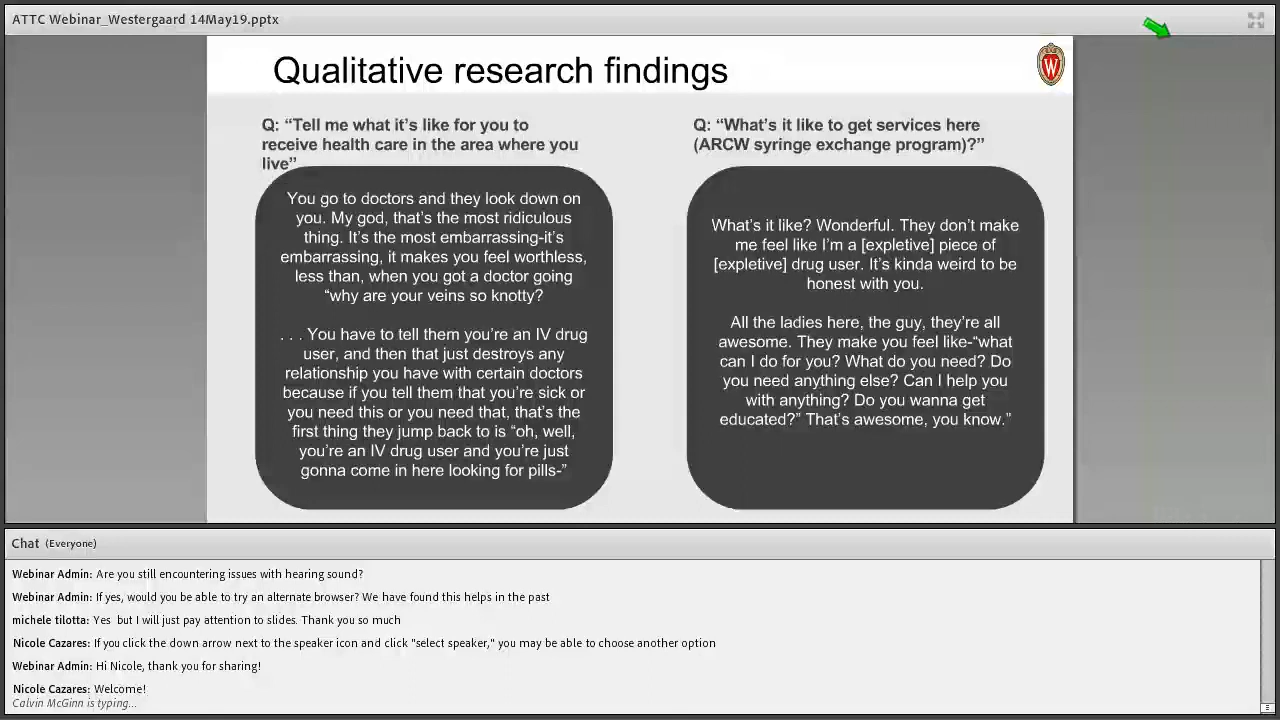 ATTC Webinar_Westergaard 14May19.pptx
Qualitative research findings
W
Q: “Tell me what it’s like for you to
receive health care in the area where you
live”
You go to doctors and they look down on
you. My god, that’s the most ridiculous
thing. It’s the most embarrassing-it’s
embarrassing, it makes you feel worthless,
less than, when you got a doctor going
“why are your veins so knotty?
. . . You have to tell them you’re an IV drug
user, and then that just destroys any
relationship you have with certain doctors
because if you tell them that you’re sick or
you need this or you need that, that’s the
first thing they jump back to is “oh, well,
you’re an IV drug user and you’re just
gonna come in here looking for pills-”
Q: “What’s it like to get services here
(ARCW syringe exchange program)?”
What’s it like? Wonderful. They don’t make
me feel like I’m a [expletive] piece of
[expletive] drug user. It’s kinda weird to be
honest with you.
All the ladies here, the guy, they’re all
awesome. They make you feel like-“what
can I do for you? What do you need? Do
you need anything else? Can I help you
with anything? Do you wanna get
educated?” That’s awesome, you know.”
Chat (Everyone)
Webinar Admin: Are you still encountering issues with hearing sound?
Webinar Admin: If yes, would you be able to try an alternate browser? We have found this helps in the past
michele tilotta: Yes but I will just pay attention to slides. Thank you so much
Nicole Cazares: If you click the down arrow next to the speaker icon and click "select speaker," you may be able to choose another option
Webinar Admin: Hi Nicole, thank you for sharing!
Nicole Cazares: Welcome!
Calvin McGinn is typing...